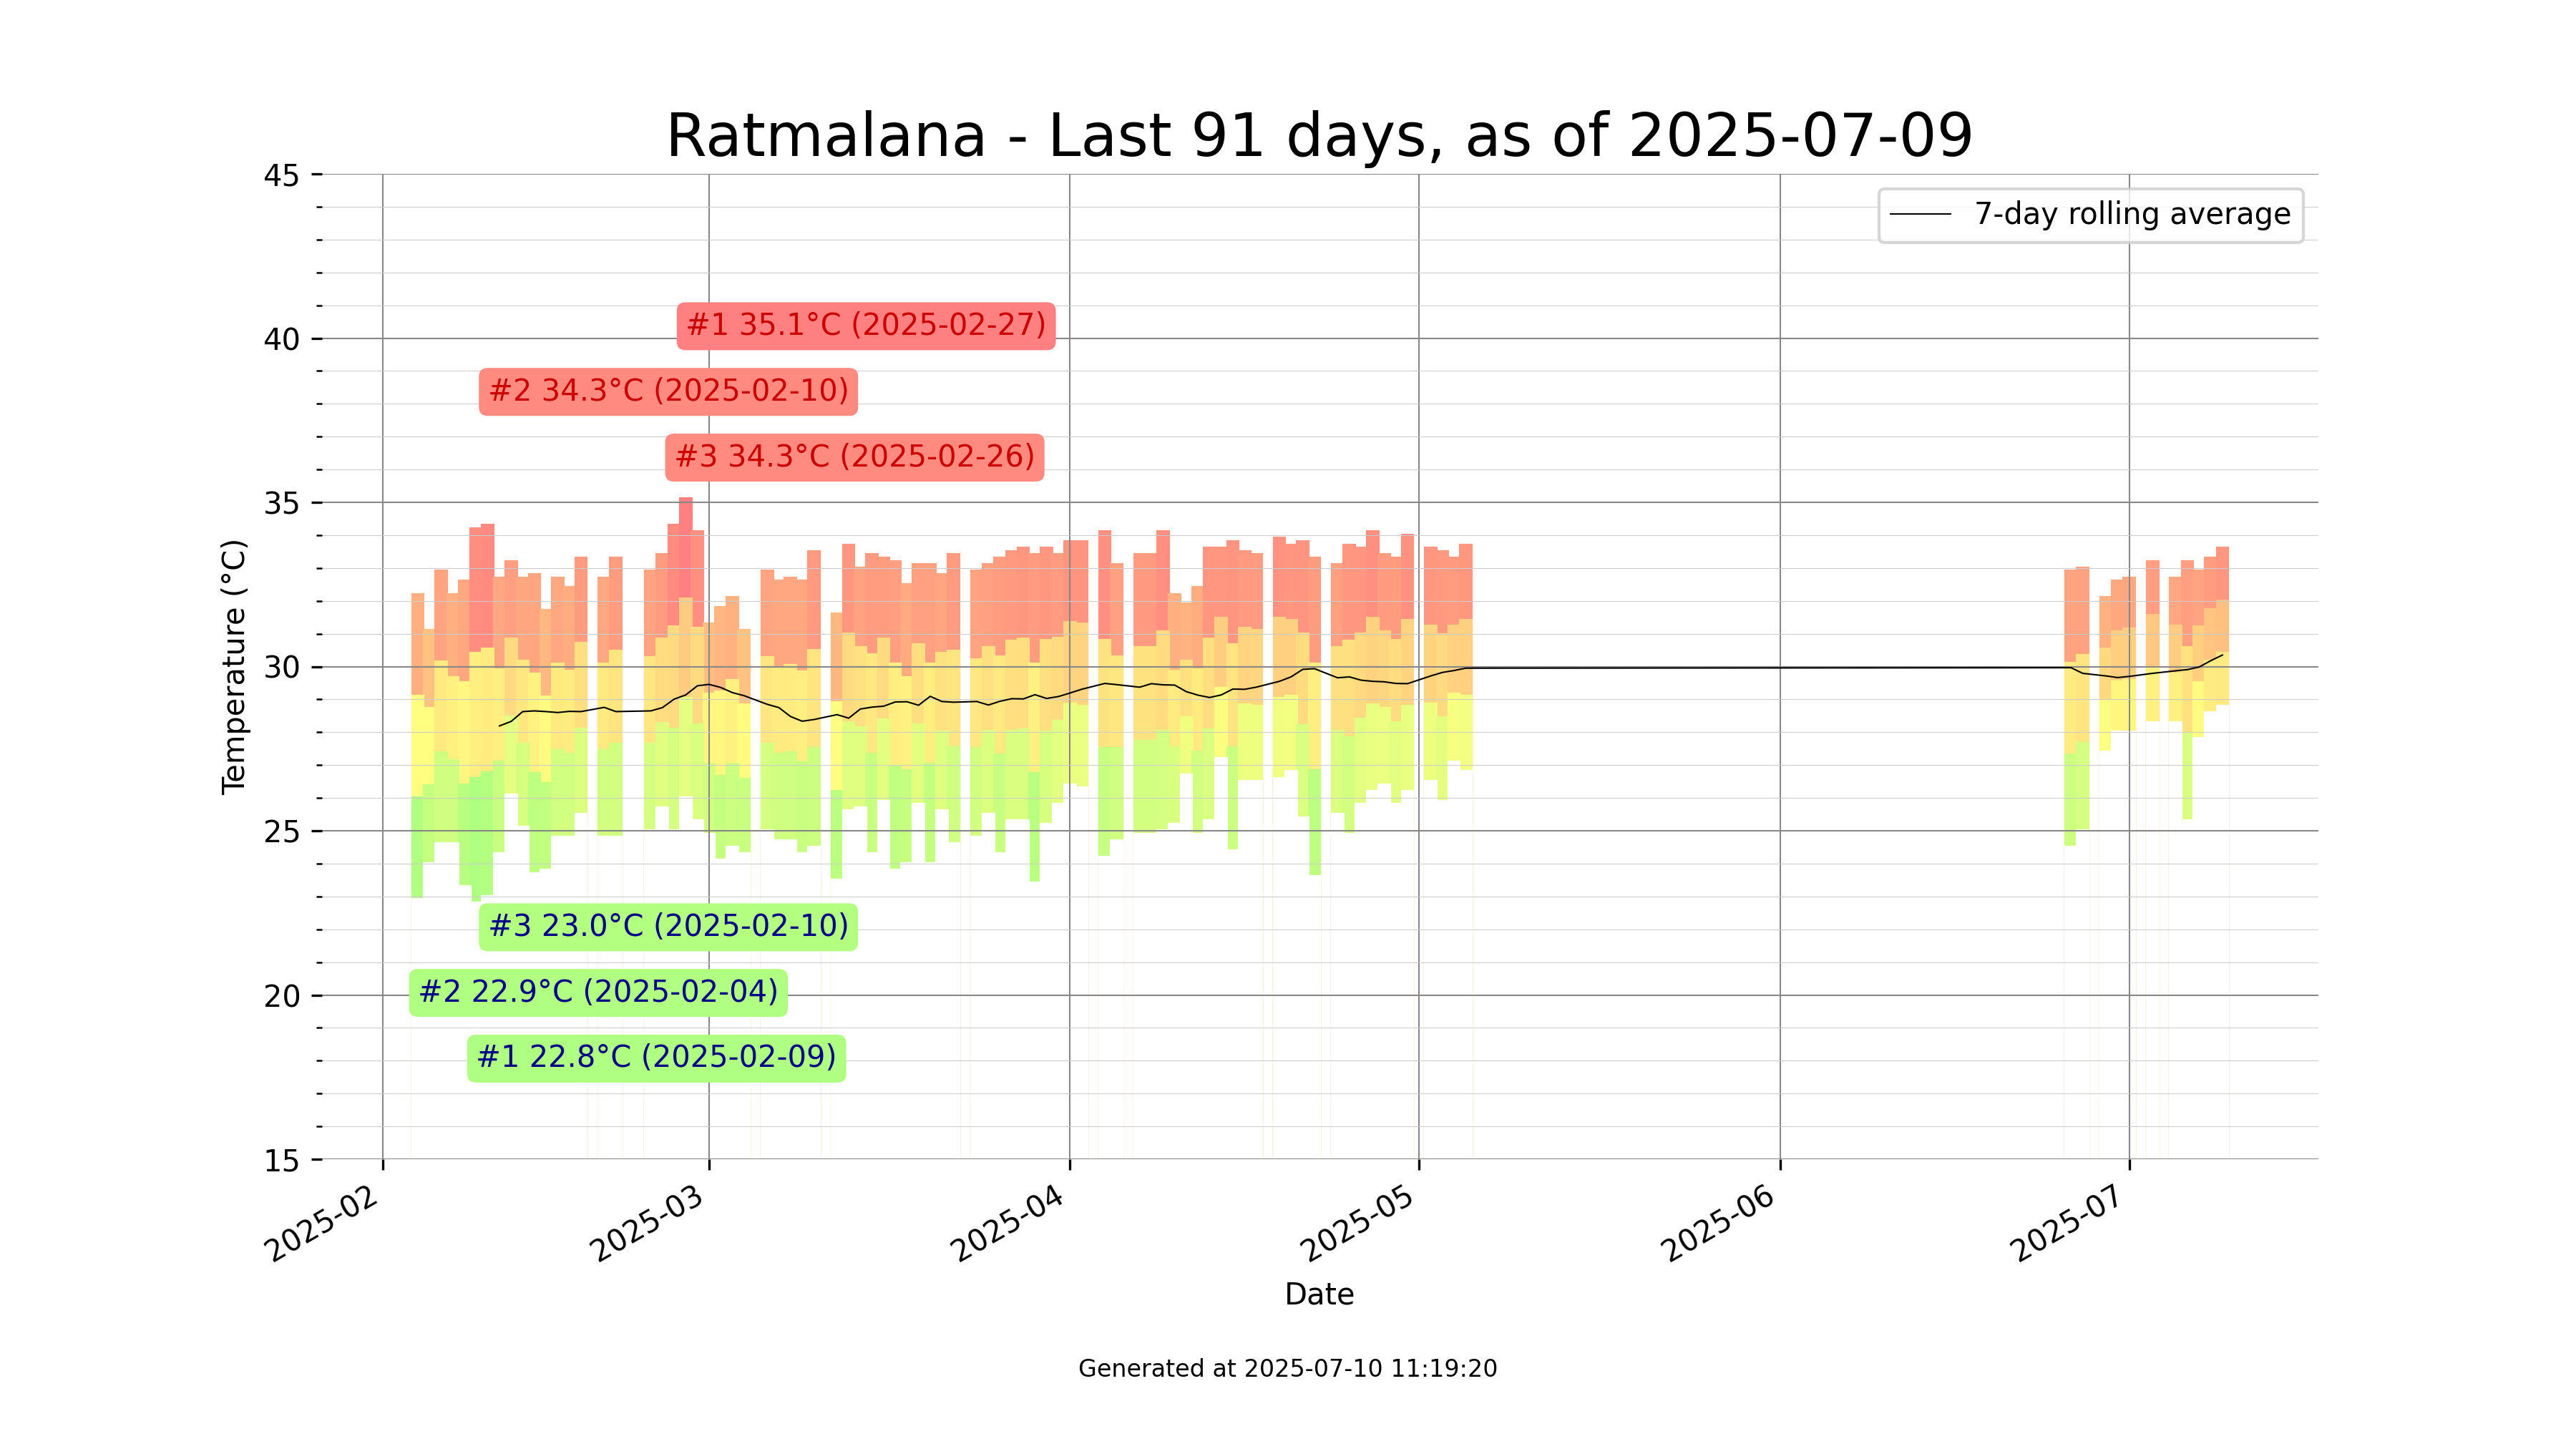 Ratmalana - Last 91 days, as of 2025-07-09
45
7-day rolling average
#1 35.1°C (2025-02-27)
40
#2 34.3°C (2025-02-10)
#3 34.3°C (2025-02-26)
35
Temperature (°C)
30
25
#3 23.0°C (2025-02-10)
#2 22.9°C (2025-02-04)
20
#1 22.8°C (2025-02-09)
15
2025-02
2025-03
2025-04
2025-05
2025-06
2025-07
Date
Generated at 2025-07-10 11:19:20